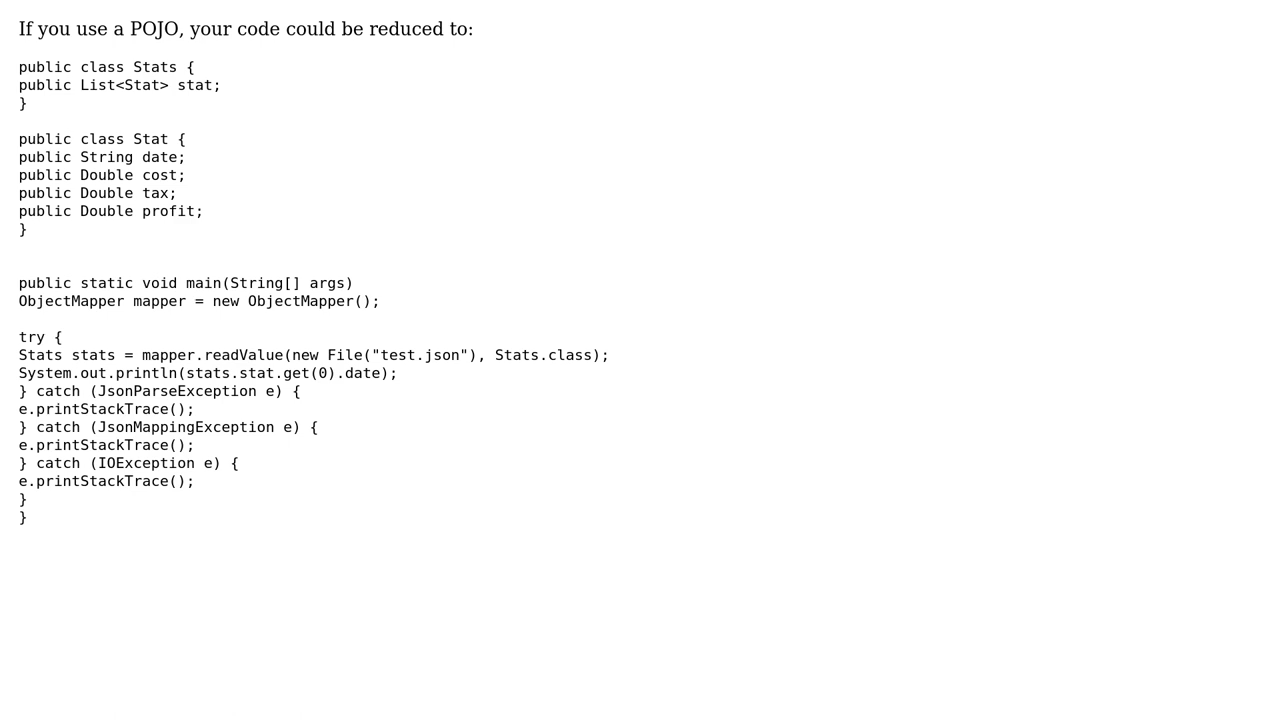 If you use a POJO, your code could be reduced to:
public class Stats {
public List<Stat> stat;
}
public class Stat {
public String date;
public Double cost;
public Double tax;
public Double profit;
}
public static void main(String[] args)
ObjectMapper mapper = new ObjectMapper();
try {
Stats stats = mapper.readValue(new File("test.json"), Stats.class);
System.out.println(stats.stat.get(0).date);
} catch (JsonParseException e) {
e.printStackTrace();
} catch (JsonMappingException e) {
e.printStackTrace();
} catch (IOException e) {
e.printStackTrace();
}
}